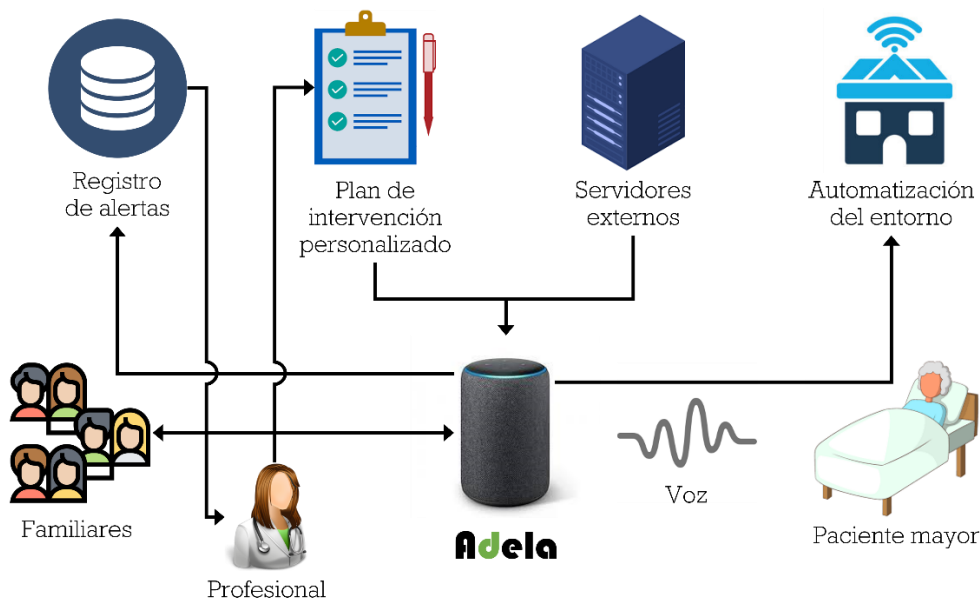 Registro
de alertas
Plan de
intervención
personalizado
Servidores
externos
Automatización
del entorno
Familiares
Profesional
Adela
Voz
Paciente mayor